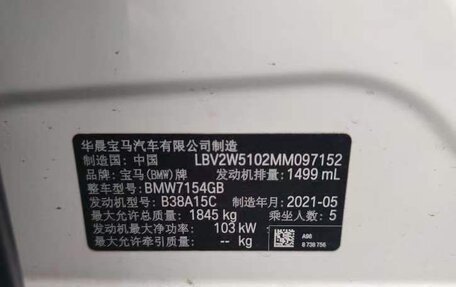 华晨宝马汽车有限公司制造
制造国：中国 LBV2W5102MM097152
品牌：宝马(BMW)牌 发动机排量：1499 mL
整车型号：BMW7154GB
发动机型号：B38A15C 制造年月：2021-05
最大允许总质量：1845 kg 乘坐人数：5
发动机最大净功率：103 kW
最大允许牵引质量：-- kg
A98
8 738 756